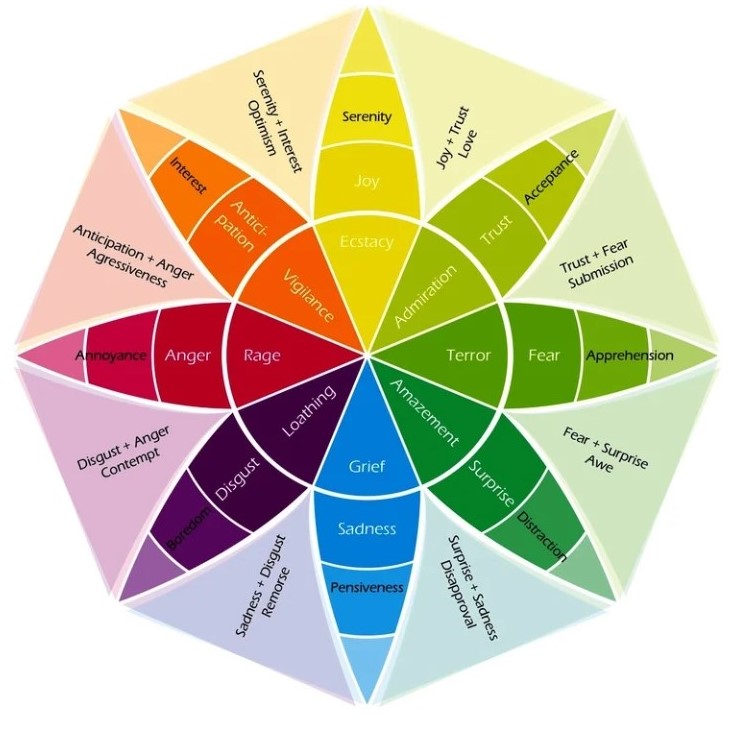 Serenity + Interest
Optimism
Serenity
Joy
Ecstacy
Joy + Trust
Love
Acceptance
Trust
Admiration
Trust + Fear
Submission
Terror
Fear
Apprehension
Fear + Surprise
Awe
Amazement
Surprise
Distraction
Surprise + Sadness
Disapproval
Grief
Sadness
Pensiveness
Sadness + Disgust
Remorse
Loathing
Disgust
Boredom
Disgust + Anger
Contempt
Annoyance
Anger
Rage
Anticipation + Anger
Agressiveness
Interest
Antici-
pation
Vigilance